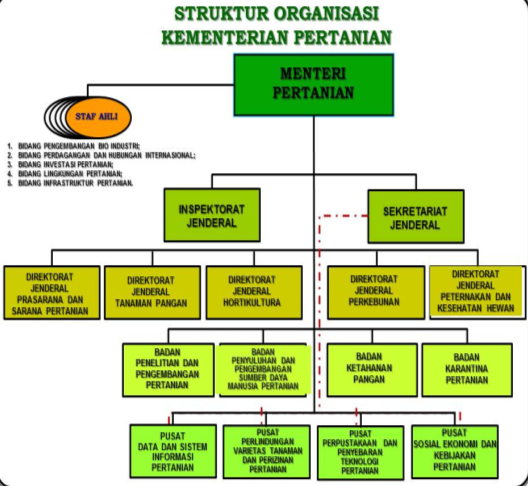 STRUKTUR ORGANISASI
KEMENTERIAN PERTANIAN
MENTERI
PERTANIAN
STAF AHLI
1. BIDANG PENGEMBANGAN BIO INDUSTRI;
2. BIDANG PERDAGANGAN DAN HUBUNGAN INTERNASIONAL;
3. BIDANG INVESTASI PERTANIAN;
4. BIDANG LINGKUNGAN PERTANIAN;
5. BIDANG INFRASTRUKTUR PERTANIAN.
INSPEKTORAT
JENDERAL
SEKRETARIAT
JENDERAL
DIREKTORAT
JENDERAL
PRASARANA DAN
SARANA PERTANIAN
DIREKTORAT
JENDERAL
TANAMAN PANGAN
DIREKTORAT
JENDERAL
HORTIKULTURA
DIREKTORAT
JENDERAL
PERKEBUNAN
DIREKTORAT
JENDERAL
PETERNAKAN DAN
KESEHATAN HEWAN
BADAN
PENELITIAN DAN
PENGEMBANGAN
PERTANIAN
BADAN
PENYULUHAN DAN
PENGEMBANGAN
SUMBER DAYA
MANUSIA PERTANIAN
BADAN
KETAHANAN
PANGAN
BADAN
KARANTINA
PERTANIAN
PUSAT
DATA DAN SISTEM
INFORMASI
PERTANIAN
PUSAT
PERLINDUNGAN
VARIETAS TANAMAN
DAN PERIZINAN
PERTANIAN
PUSAT
PERPUSTAKAAN DAN
PENYEBARAN
TEKNOLOGI
PERTANIAN
PUSAT
SOSIAL EKONOMI DAN
KEBIJAKAN
PERTANIAN